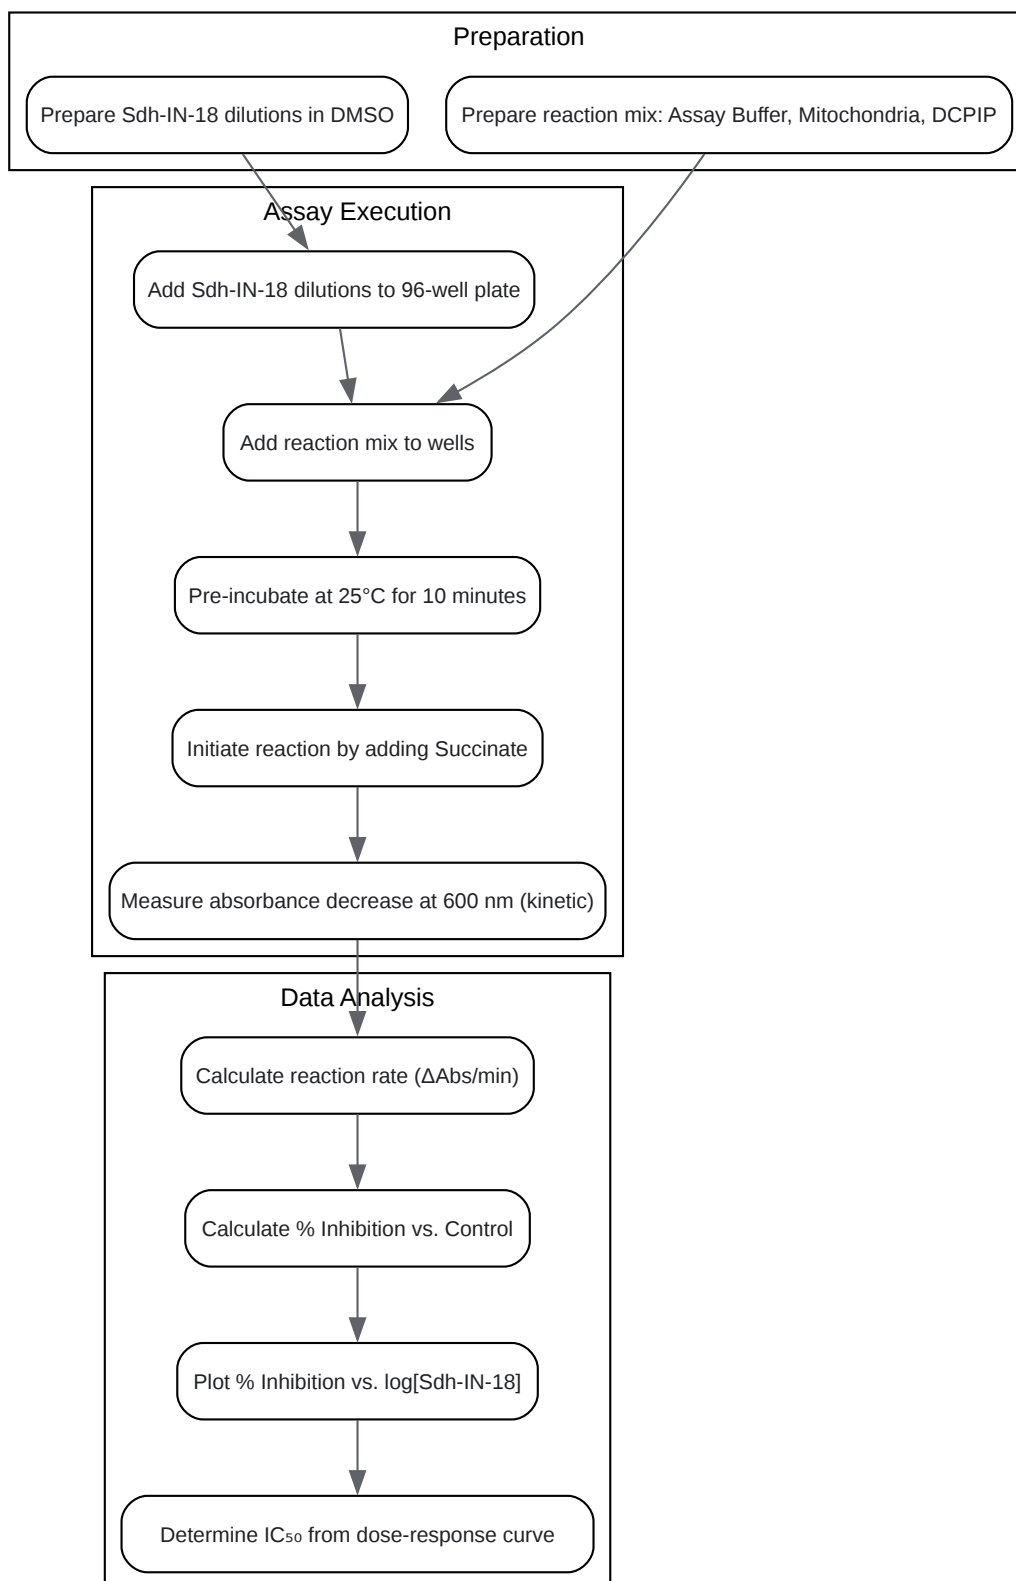 Preparation
Prepare Sdh-IN-18 dilutions in DMSO
Prepare reaction mix: Assay Buffer, Mitochondria, DCPIP
Assay Execution
Add Sdh-IN-18 dilutions to 96-well plate
Add reaction mix to wells
Pre-incubate at 25°C for 10 minutes
Initiate reaction by adding Succinate
Measure absorbance decrease at 600 nm (kinetic)
Data Analysis
Calculate reaction rate (ΔAbs/min)
Calculate % Inhibition vs. Control
Plot % Inhibition vs. log[Sdh-IN-18]
Determine IC₅₀ from dose-response curve